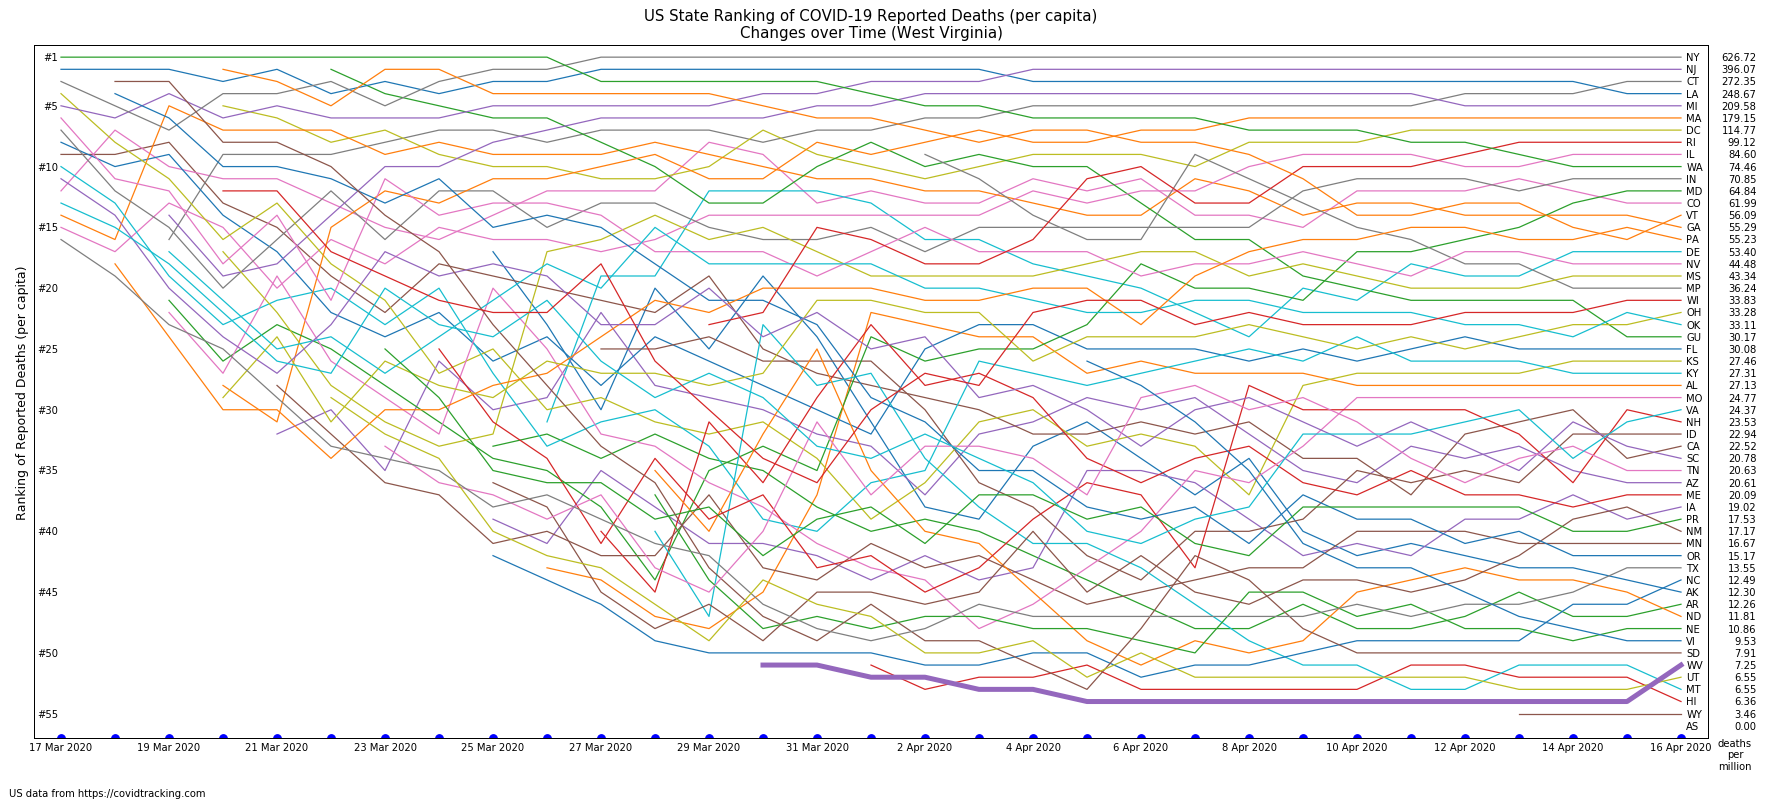 US State Ranking of COVID-19 Reported Deaths (per capita)
Changes over Time (West Virginia)
Ranking of Reported Deaths (per capita)
#1
#5
#10
#15
#20
#25
#30
#35
#40
#45
#50
#55
NY 626.72
NJ 396.07
CT 272.35
LA 248.67
MI 209.58
MA 179.15
DC 114.77
RI 99.12
IL 84.60
WA 74.46
IN 70.85
MD 64.84
CO 61.99
VT 56.09
GA 55.29
PA 55.23
DE 53.40
NV 44.48
MS 43.34
MP 36.24
WI 33.83
OH 33.28
OK 33.11
GU 30.17
FL 30.08
KS 27.46
KY 27.31
AL 27.13
MO 24.77
VA 24.37
NH 23.53
ID 22.94
CA 22.52
SC 20.78
TN 20.63
AZ 20.61
ME 20.09
IA 19.02
PR 17.53
NM 17.17
MN 16.67
OR 15.17
TX 13.55
NC 12.49
AK 12.30
AR 12.26
ND 11.81
NE 10.86
VI 9.53
SD 7.91
WV 7.25
UT 6.55
MT 6.55
HI 6.36
WY 3.46
AS 0.00
17 Mar 2020 19 Mar 2020 21 Mar 2020 23 Mar 2020 25 Mar 2020 27 Mar 2020 29 Mar 2020 31 Mar 2020 2 Apr 2020 4 Apr 2020 6 Apr 2020 8 Apr 2020 10 Apr 2020 12 Apr 2020 14 Apr 2020 16 Apr 2020
deaths
per
million
US data from https://covidtracking.com